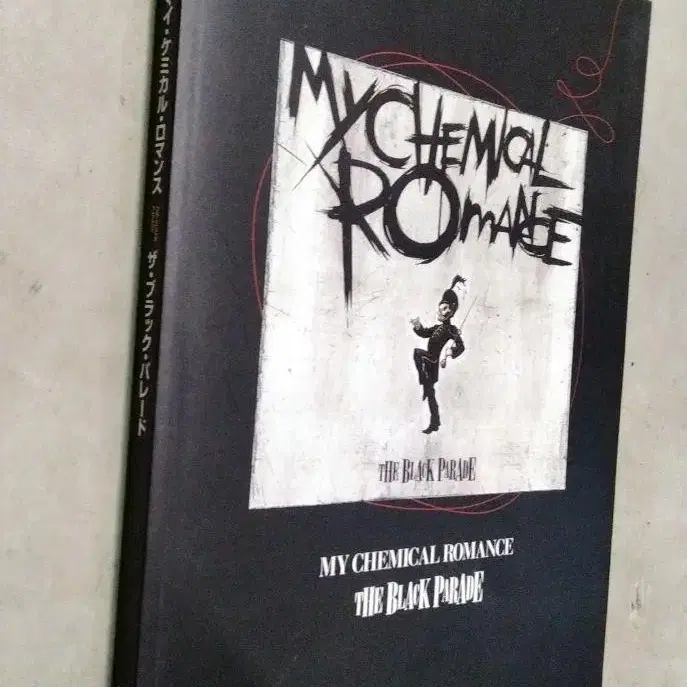 マイ・ケミカル・ロマンス
ザ・ブラック・パレード
MY CHEMICAL
ROMANCE
THE BLACK PARADE
MY CHEMICAL ROMANCE
THE BLACK PARADE